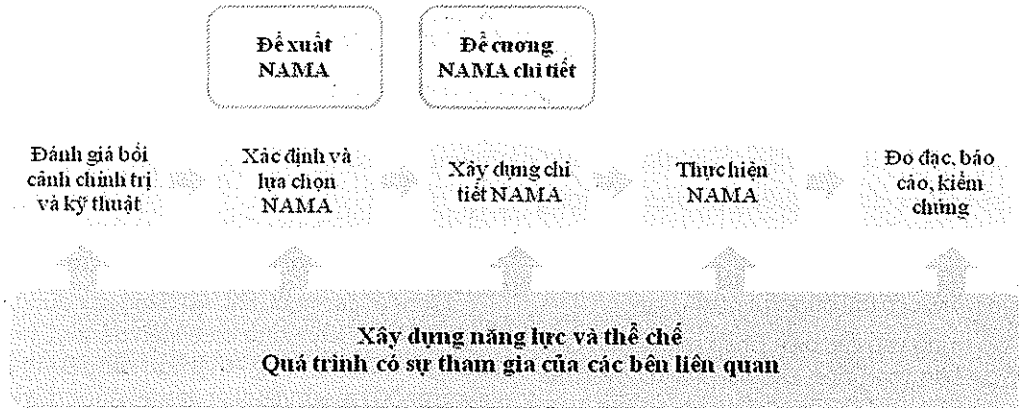 Đề xuất
NAMA
Đề cương
NAMA chi tiết
Đánh giá bối
cảnh chính trị
và kỹ thuật
Xác định và
lựa chọn
NAMA
Xây dựng chi
tiết NAMA
Thực hiện
NAMA
Đo đạc, báo
cáo, kiểm
chứng
Xây dựng năng lực và thể chế
Quá trình có sự tham gia của các bên liên quan